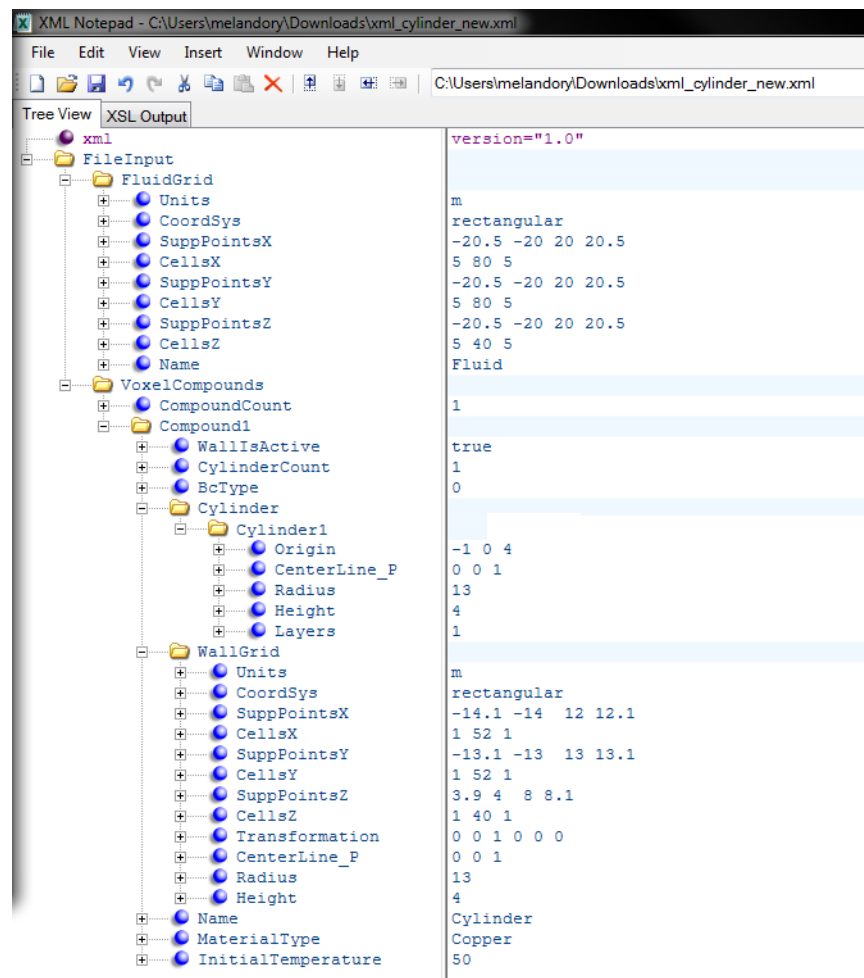 XML Notepad - C:\Users\melandory\Downloads\xml_cylinder_new.xml
File Edit View Insert Window Help
C:\Users\melandory\Downloads\xml_cylinder_new.xml
Tree View XSL Output
xml version="1.0"
FileInput
FluidGrid
Units m
CoordSys rectangular
SuppPointsX -20.5 -20 20 20.5
CellsX 5 80 5
SuppPointsY -20.5 -20 20 20.5
CellsY 5 80 5
SuppPointsZ -20.5 -20 20 20.5
CellsZ 5 40 5
Name Fluid
VoxelCompounds
CompoundCount 1
Compound1
WallIsActive true
CylinderCount 1
BcType 0
Cylinder
Cylinder1
Origin -1 0 4
CenterLine_P 0 0 1
Radius 13
Height 4
Layers 1
WallGrid
Units m
CoordSys rectangular
SuppPointsX -14.1 -14  12 12.1
CellsX 1 52 1
SuppPointsY -13.1 -13  13 13.1
CellsY 1 52 1
SuppPointsZ 3.9 4  8 8.1
CellsZ 1 40 1
Transformation 0 0 1 0 0 0
CenterLine_P 0 0 1
Radius 13
Height 4
Name Cylinder
MaterialType Copper
InitialTemperature 50